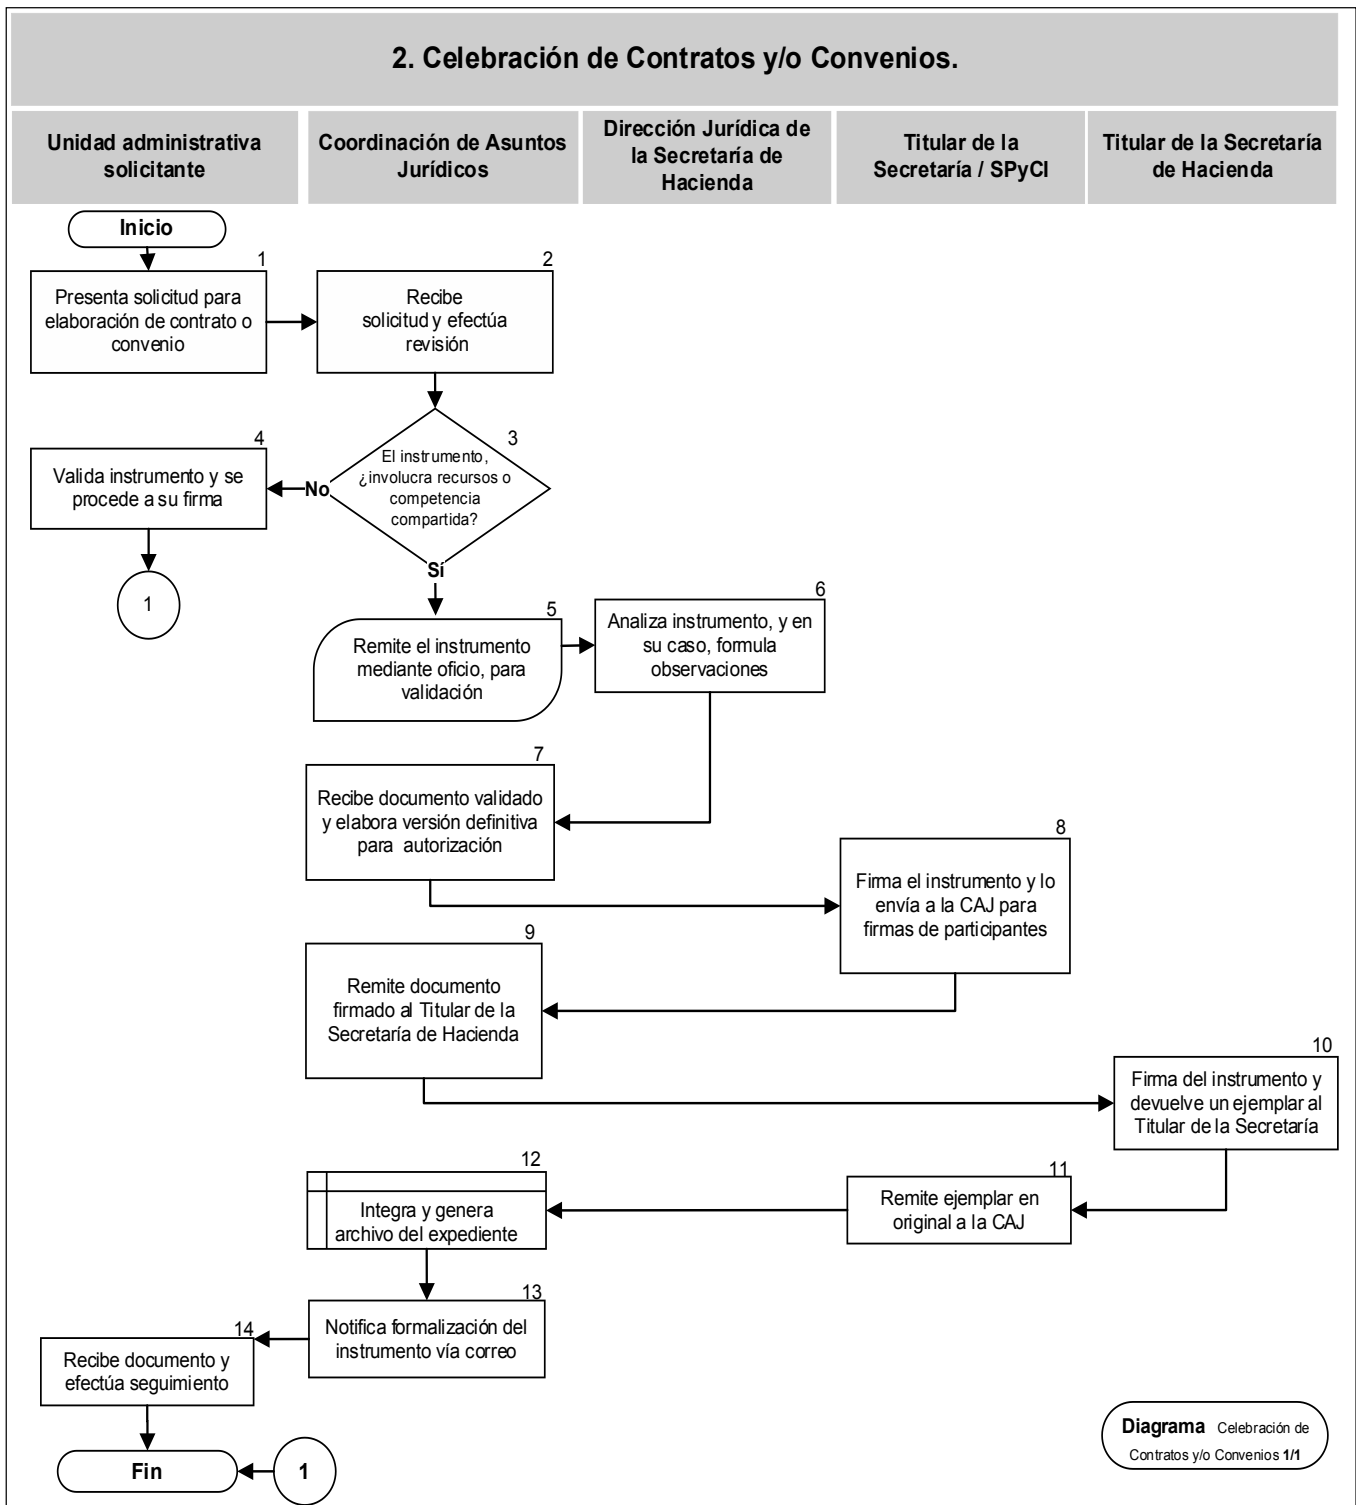 2. Celebración de Contratos y/o Convenios.
Unidad administrativa
solicitante
Coordinación de Asuntos
Jurídicos
Dirección Jurídica de
la Secretaría de
Hacienda
Titular de la
Secretaría / SPyCI
Titular de la Secretaría
de Hacienda
Inicio
1
Presenta solicitud para
elaboración de contrato o
convenio
2
Recibe
solicitud y efectúa
revisión
3
El instrumento,
¿involucra recursos o
competencia
compartida?
No
Sí
4
Valida instrumento y se
procede a su firma
1
5
Remite el instrumento
mediante oficio, para
validación
6
Analiza instrumento, y en
su caso, formula
observaciones
7
Recibe documento validado
y elabora versión definitiva
para autorización
8
Firma el instrumento y lo
envía a la CAJ para
firmas de participantes
9
Remite documento
firmado al Titular de la
Secretaría de Hacienda
10
Firma del instrumento y
devuelve un ejemplar al
Titular de la Secretaría
11
Remite ejemplar en
original a la CAJ
12
Integra y genera
archivo del expediente
13
Notifica formalización del
instrumento vía correo
14
Recibe documento y
efectúa seguimiento
Fin
1
Diagrama Celebración de
Contratos y/o Convenios 1/1